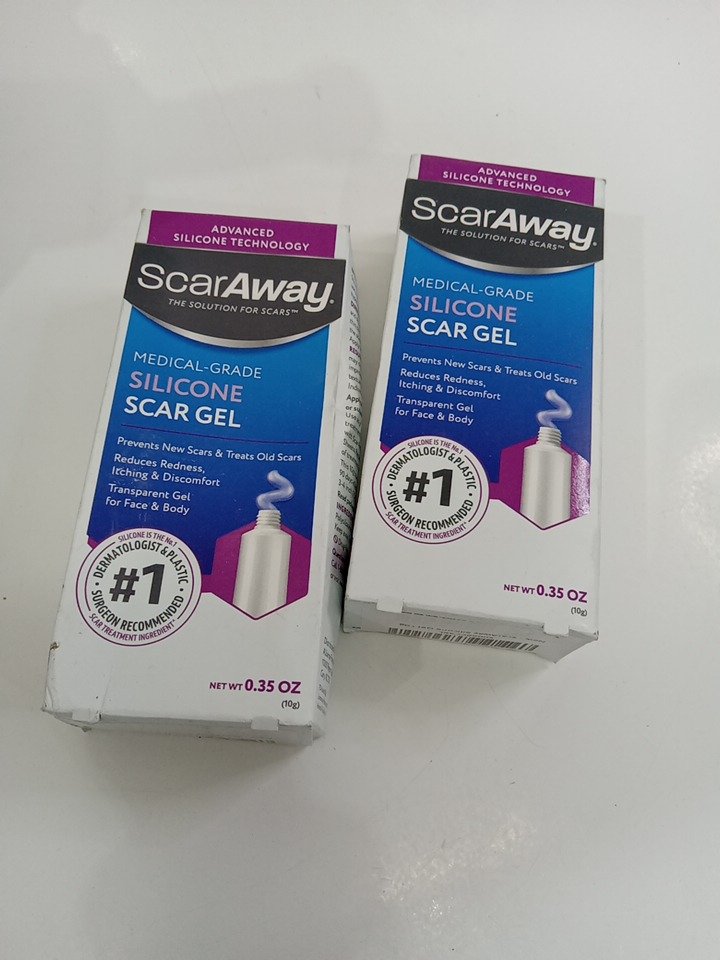 ADVANCED
SILICONE TECHNOLOGY
ScarAway®
THE SOLUTION FOR SCARS™
MEDICAL-GRADE
SILICONE
SCAR GEL
Prevents New Scars & Treats Old Scars
Reduces Redness,
Itching & Discomfort
Transparent Gel
for Face & Body
SILICONE IS THE No.1
DERMATOLOGIST & PLASTIC
#1
SURGEON RECOMMENDED
SCAR TREATMENT INGREDIENT*
NET WT 0.35 OZ
(10g)
ADVANCED
SILICONE TECHNOLOGY
ScarAway®
THE SOLUTION FOR SCARS™
MEDICAL-GRADE
SILICONE
SCAR GEL
Prevents New Scars & Treats Old Scars
Reduces Redness,
Itching & Discomfort
Transparent Gel
for Face & Body
SILICONE IS THE No.1
DERMATOLOGIST & PLASTIC
#1
SURGEON RECOMMENDED
SCAR TREATMENT INGREDIENT*
NET WT 0.35 OZ
(10g)